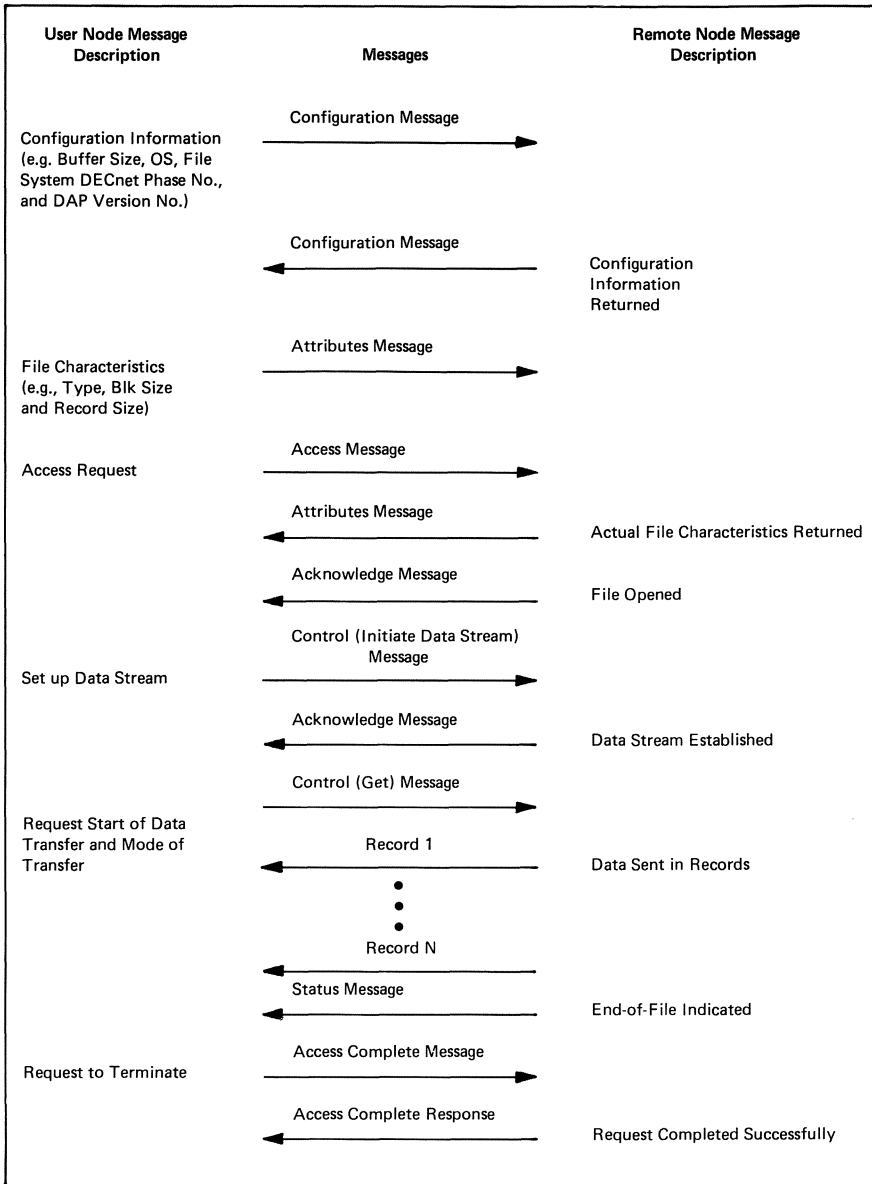 User Node Message
Description
Messages
Remote Node Message
Description
Configuration Message
Configuration Information
(e.g. Buffer Size, OS, File
System DECnet Phase No.,
and DAP Version No.)
Configuration Message
Configuration
Information
Returned
Attributes Message
File Characteristics
(e.g., Type, Blk Size
and Record Size)
Access Message
Access Request
Attributes Message
Actual File Characteristics Returned
Acknowledge Message
File Opened
Control (Initiate Data Stream)
Message
Set up Data Stream
Acknowledge Message
Data Stream Established
Control (Get) Message
Request Start of Data
Transfer and Mode of
Transfer
Record 1
Data Sent in Records
Record N
Status Message
End-of-File Indicated
Access Complete Message
Request to Terminate
Access Complete Response
Request Completed Successfully